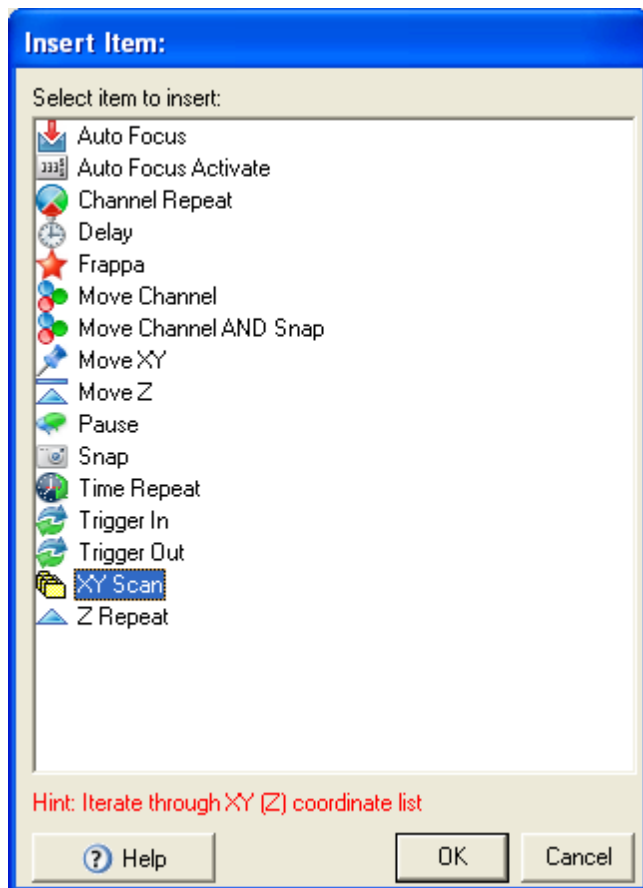 Insert Item:
Select item to insert:
Auto Focus
Auto Focus Activate
Channel Repeat
Delay
Frappa
Move Channel
Move Channel AND Snap
Move XY
Move Z
Pause
Snap
Time Repeat
Trigger In
Trigger Out
XY Scan
Z Repeat
Hint: Iterate through XY (Z) coordinate list
? Help OK Cancel